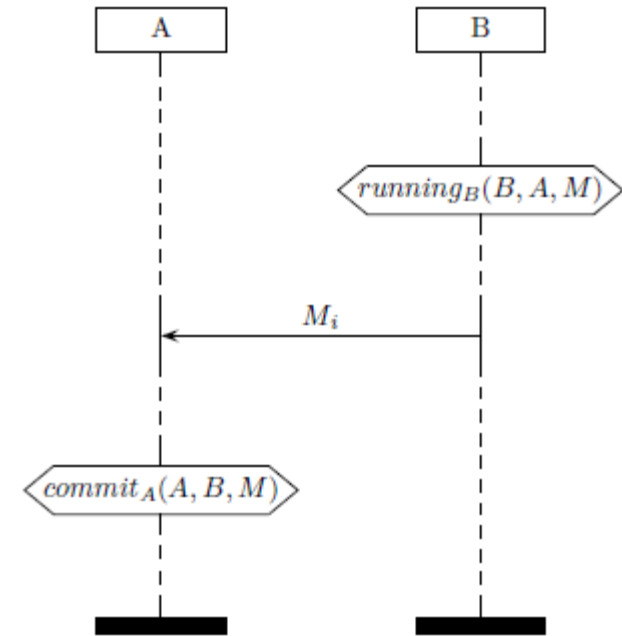 A
B
running_B(B, A, M)
M_i
commit_A(A, B, M)